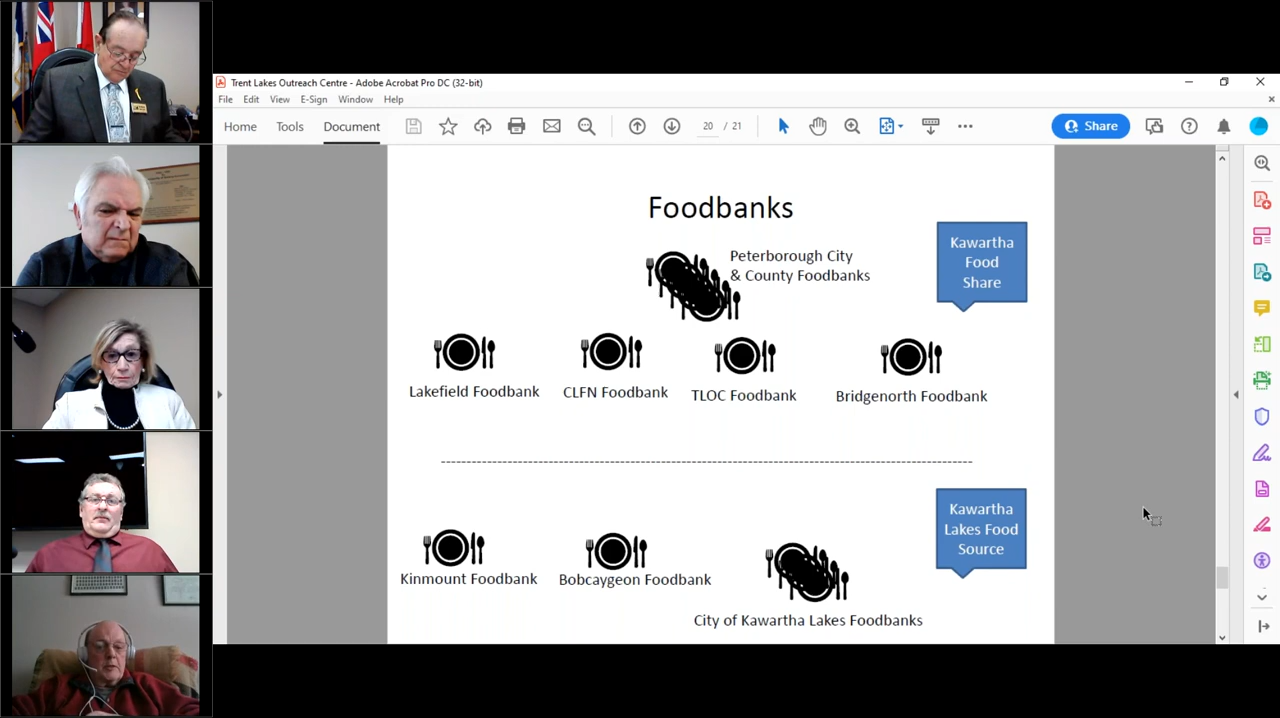 Trent Lakes Outreach Centre - Adobe Acrobat Pro DC (32-bit)
File Edit View E-Sign Window Help
Home Tools Document 20 / 21 Share
Foodbanks
Peterborough City
& County Foodbanks
Kawartha
Food
Share
Lakefield Foodbank CLFN Foodbank TLOC Foodbank Bridgenorth Foodbank
Kawartha
Lakes Food
Source
Kinmount Foodbank Bobcaygeon Foodbank
City of Kawartha Lakes Foodbanks